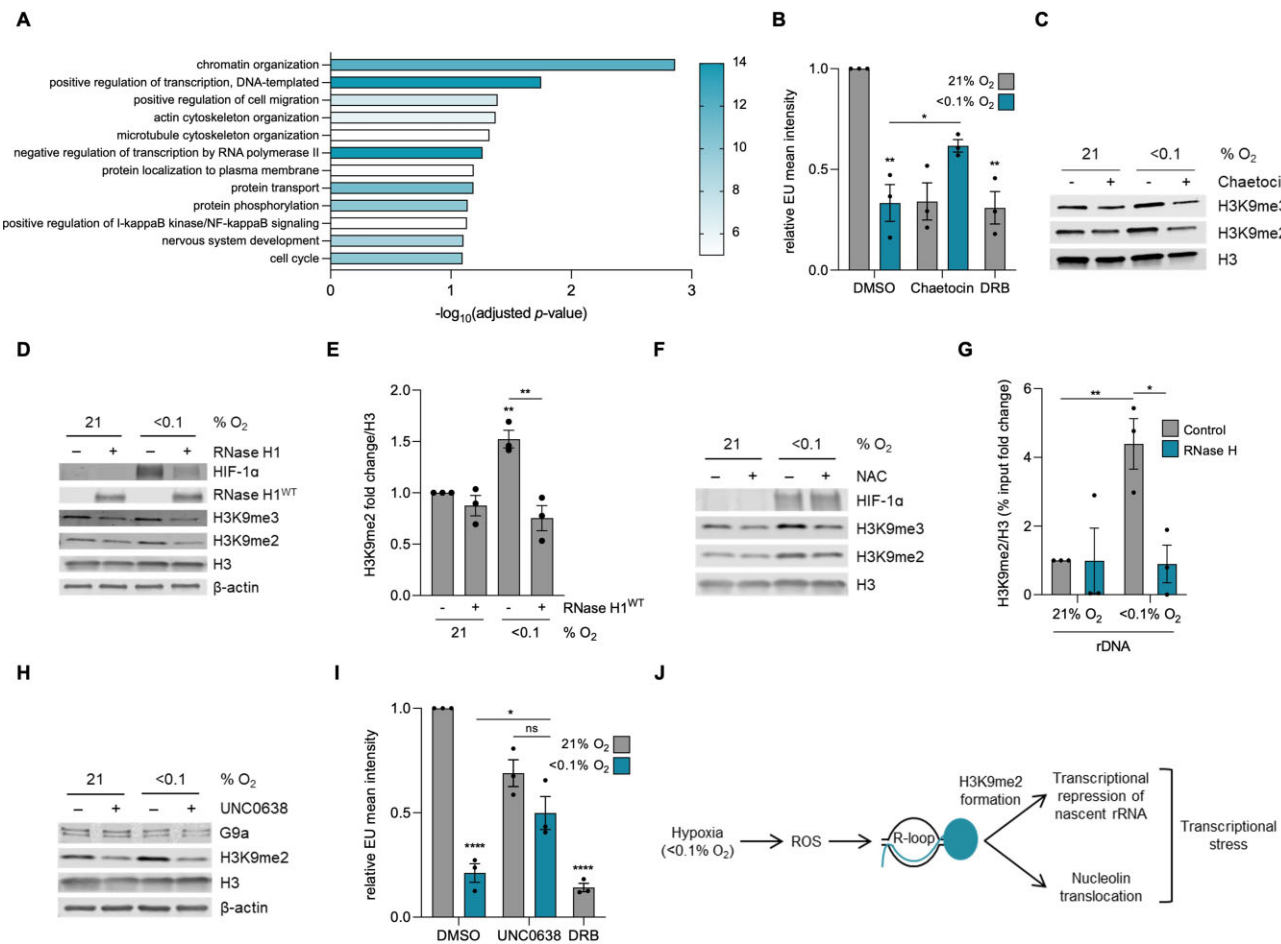 A
chromatin organization
positive regulation of transcription, DNA-templated
positive regulation of cell migration
actin cytoskeleton organization
microtubule cytoskeleton organization
negative regulation of transcription by RNA polymerase II
protein localization to plasma membrane
protein transport
protein phosphorylation
positive regulation of I-kappaB kinase/NF-kappaB signaling
nervous system development
cell cycle
0 1 2 3
-log10(adjusted p-value)
14
12
10
8
6
B
relative EU mean intensity
1.0
0.5
0.0
21% O2
<0.1% O2
*
** **
DMSO Chaetocin DRB
C
21 <0.1 % O2
- + - + Chaetocin
H3K9me3
H3K9me2
H3
D
21 <0.1 % O2
– + – + RNase H1
HIF-1α
RNase H1WT
H3K9me3
H3K9me2
H3
β-actin
E
H3K9me2 fold change/H3
2.0
1.5
1.0
0.5
0.0
**
**
- + - + RNase H1WT
21 <0.1 % O2
F
21 <0.1 % O2
– + – + NAC
HIF-1α
H3K9me3
H3K9me2
H3
G
H3K9me2/H3 (% input fold change)
6
4
2
0
** *
Control
RNase H
21% O2 <0.1% O2
rDNA
H
21 <0.1 % O2
– + – + UNC0638
G9a
H3K9me2
H3
β-actin
I
relative EU mean intensity
1.0
0.5
0.0
*
ns
21% O2
<0.1% O2
**** ****
DMSO UNC0638 DRB
J
Hypoxia
(<0.1% O2)
ROS
R-loop
H3K9me2
formation
Transcriptional
repression of
nascent rRNA
Nucleolin
translocation
Transcriptional
stress